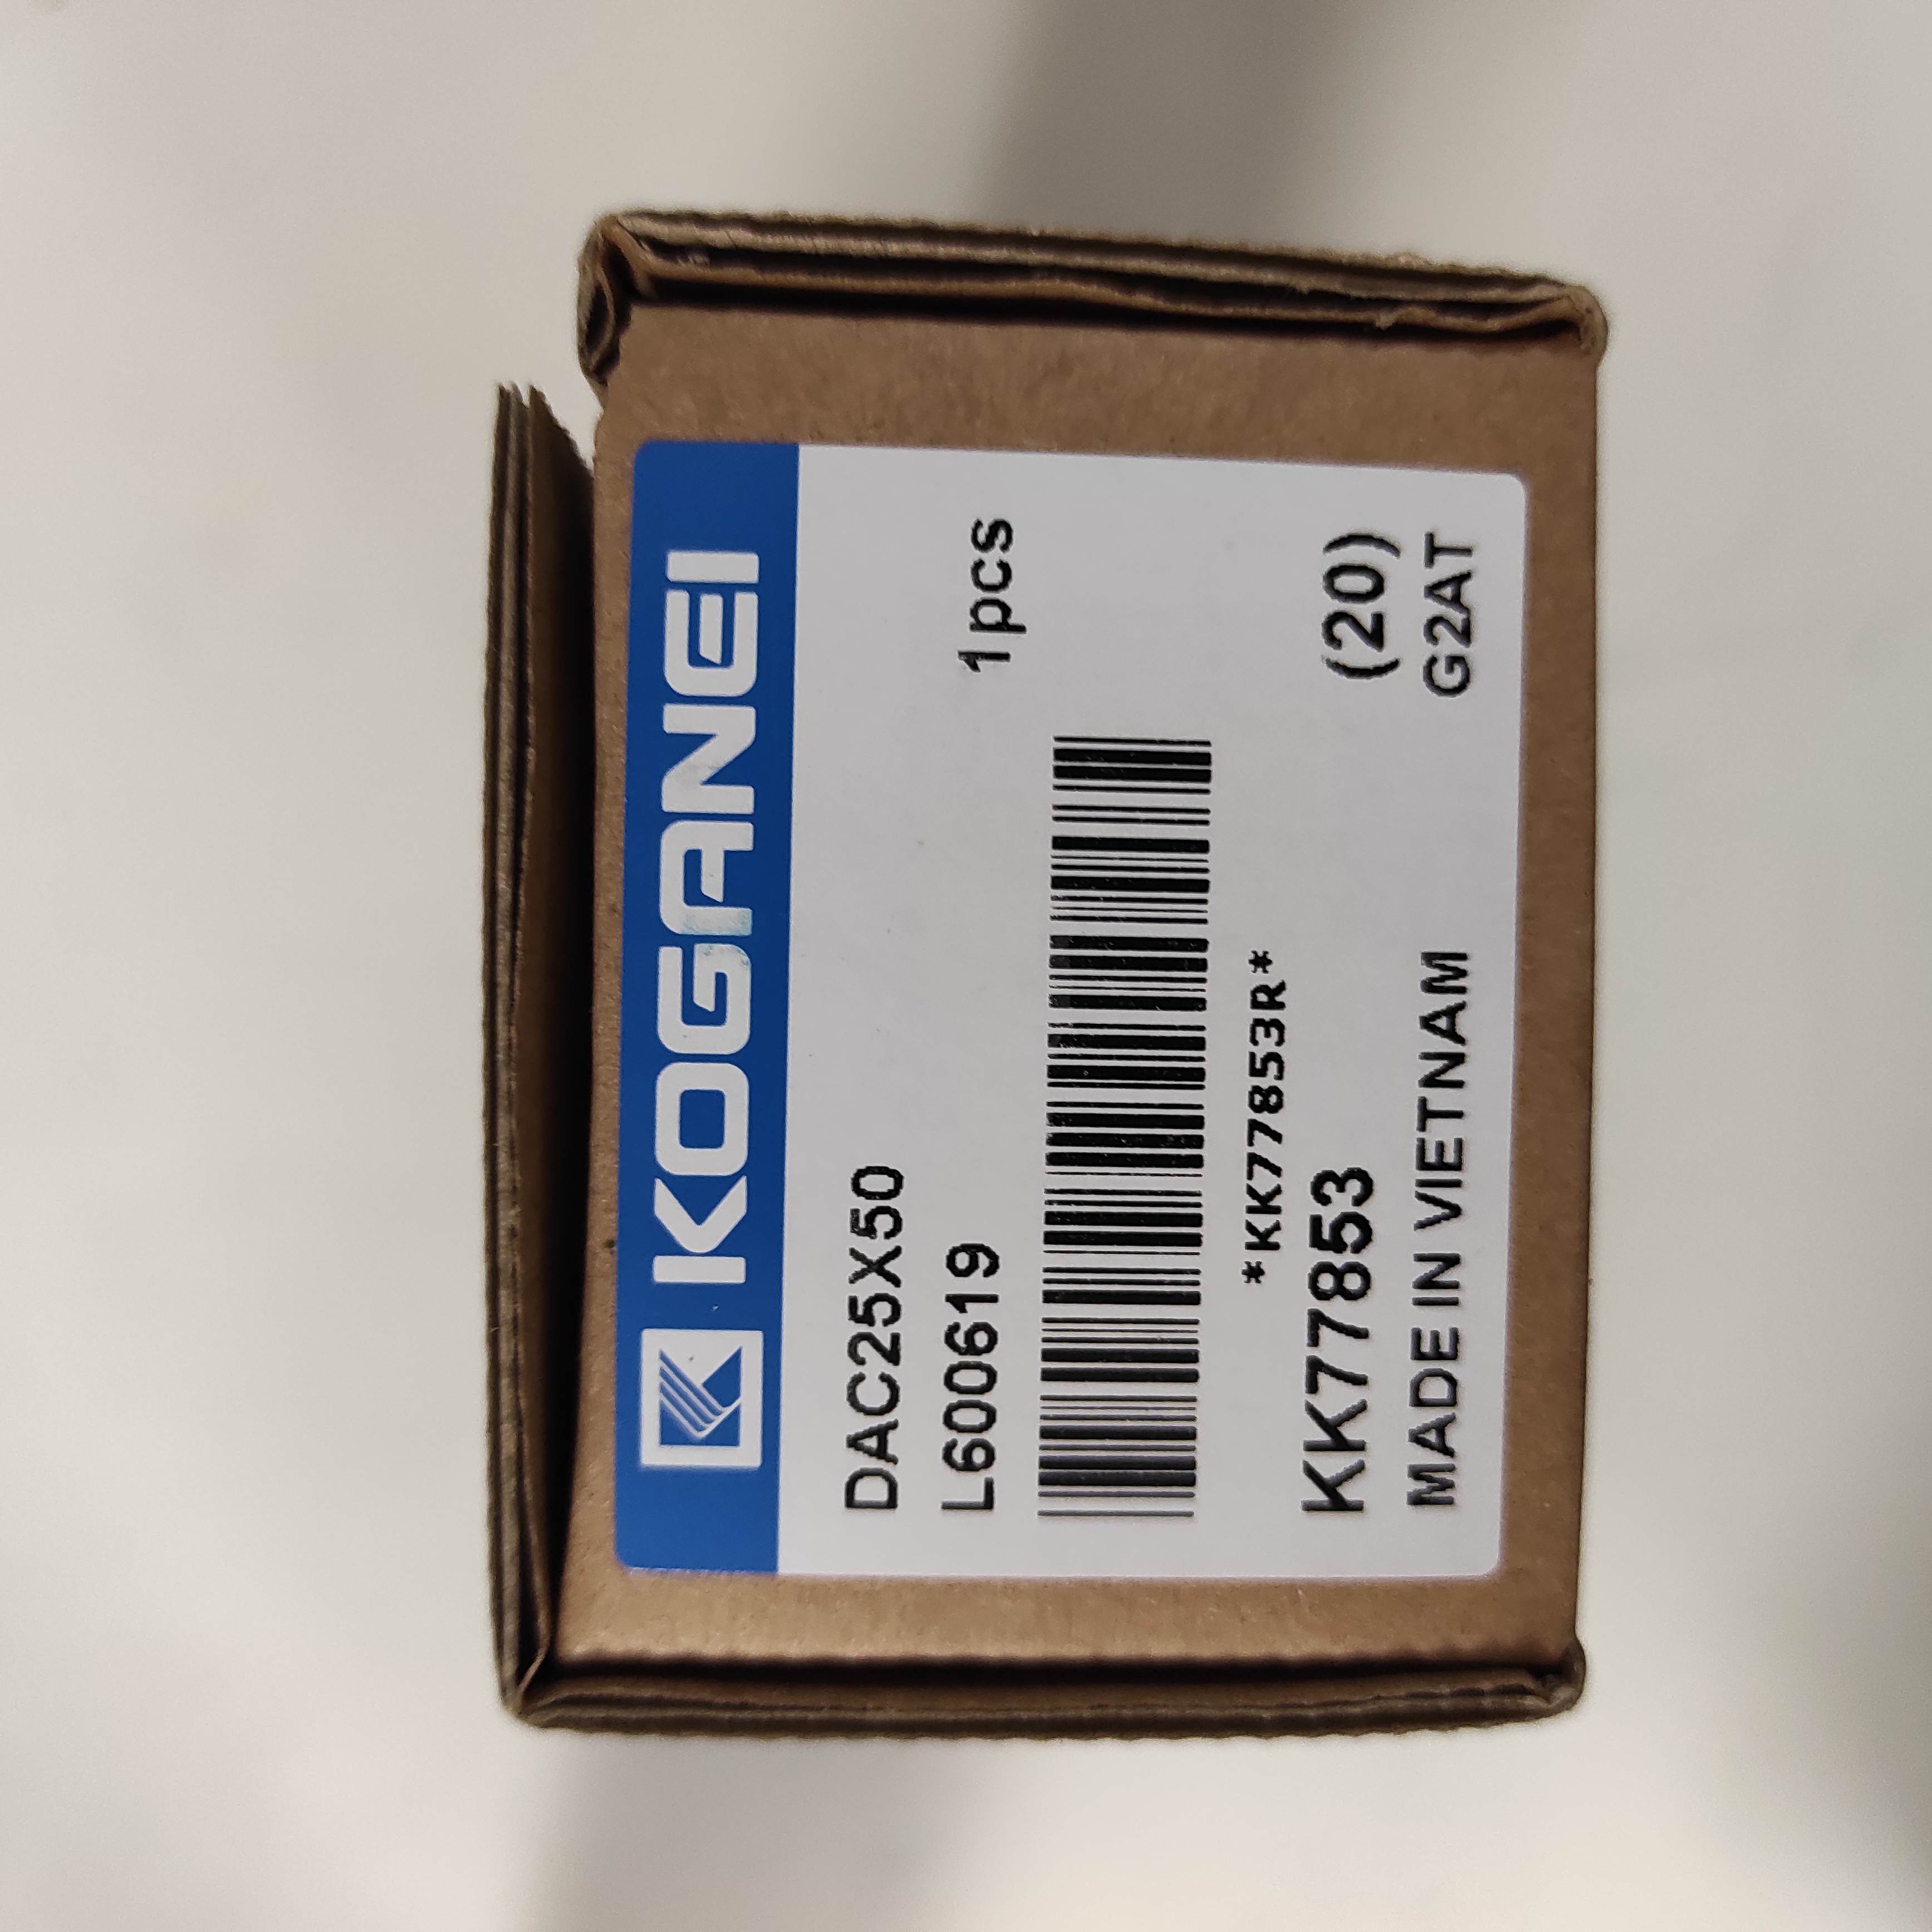 KOGANEI
DAC25X50
L600619 1pcs
*KK77853R*
KK77853 (20)
MADE IN VIETNAM G2AT